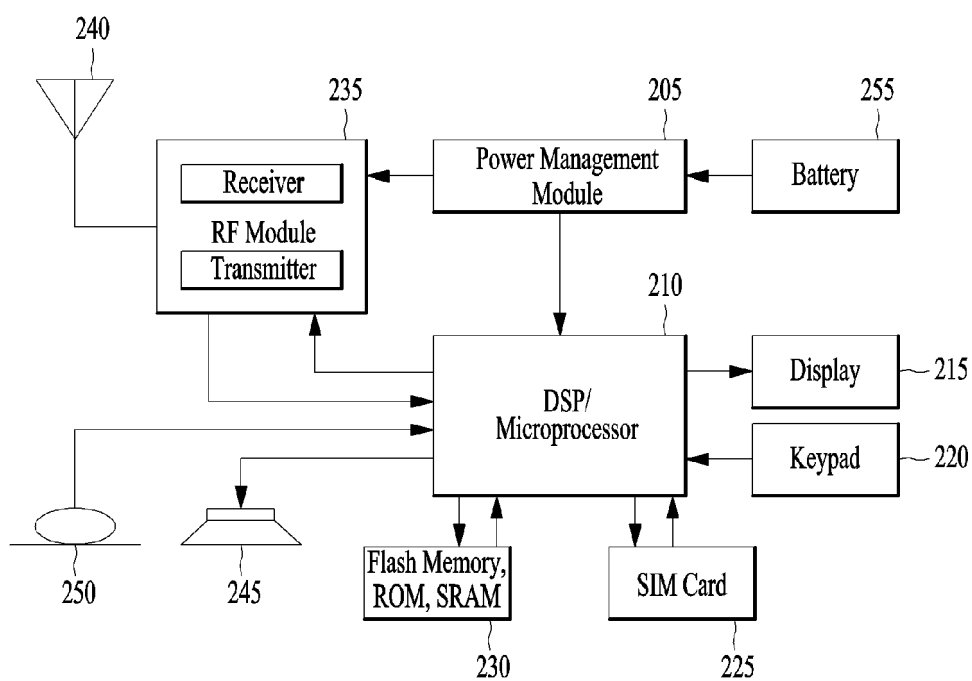 240
235
205
255
Receiver
RF Module
Transmitter
Power Management
Module
Battery
210
DSP/
Microprocessor
Display
215
Keypad
220
250
245
Flash Memory,
ROM, SRAM
230
SIM Card
225